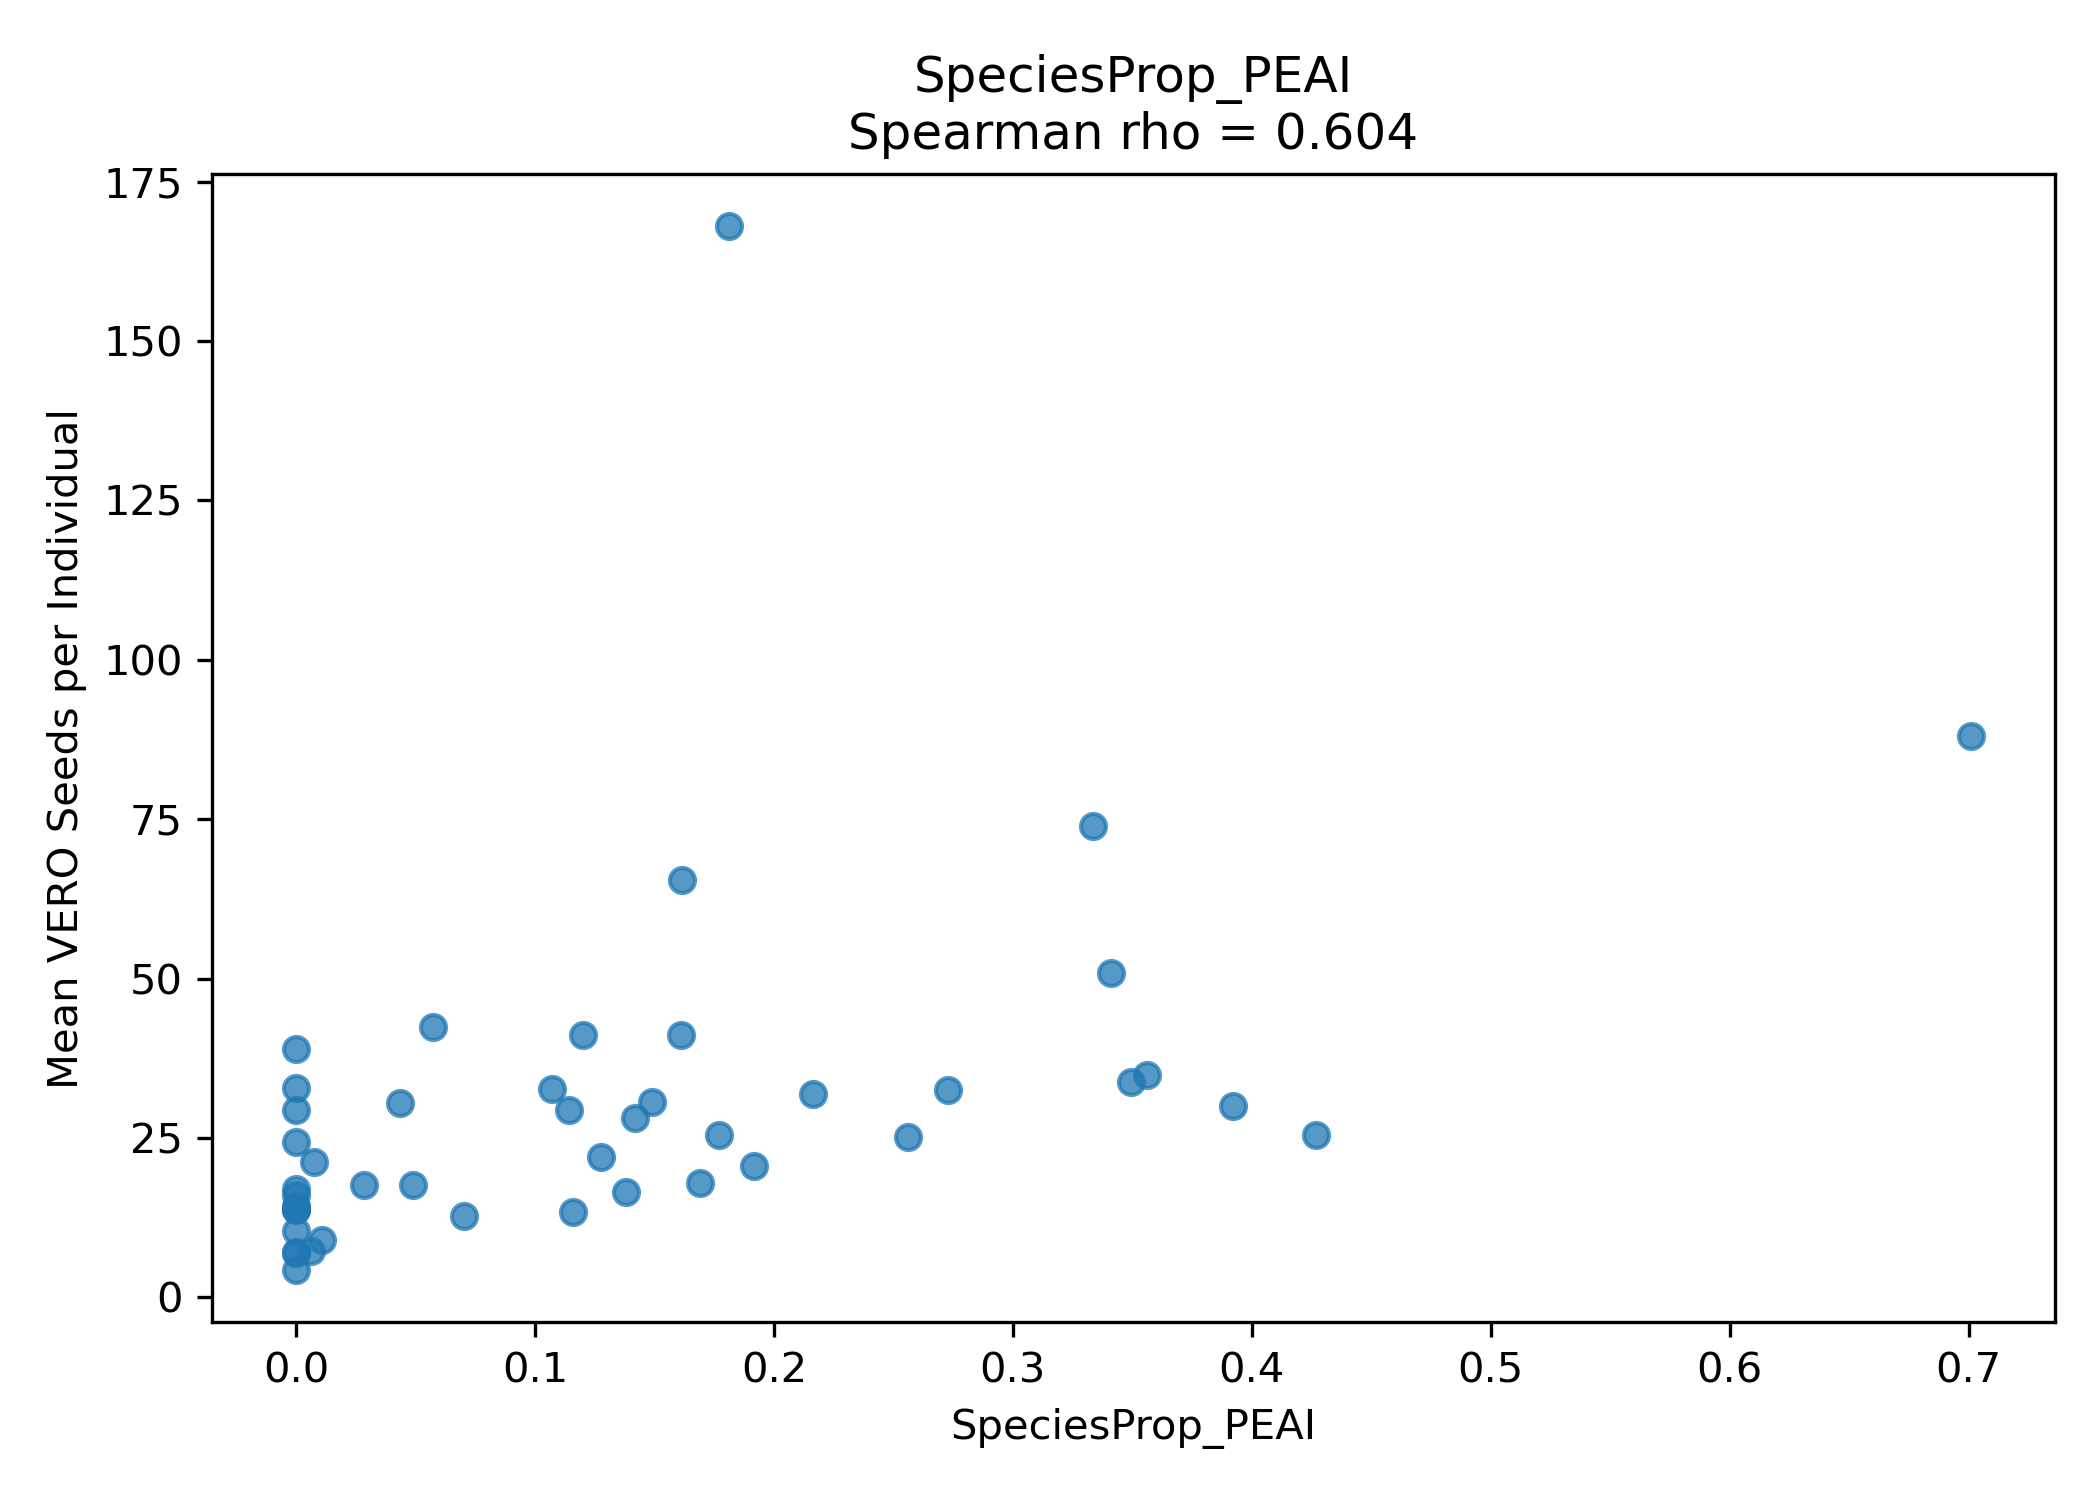 SpeciesProp_PEAI
Spearman rho = 0.604
175
150
125
100
75
50
25
0
Mean VERO Seeds per Individual
0.0 0.1 0.2 0.3 0.4 0.5 0.6 0.7
SpeciesProp_PEAI